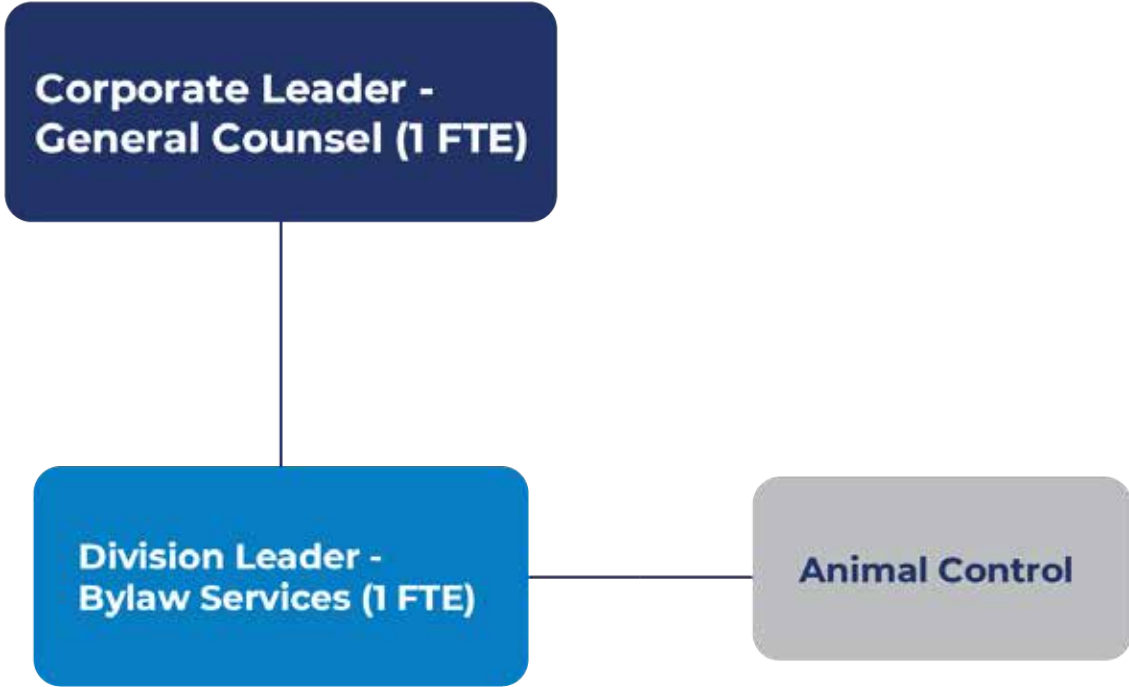 Corporate Leader -
General Counsel (1 FTE)
Division Leader -
Bylaw Services (1 FTE)
Animal Control